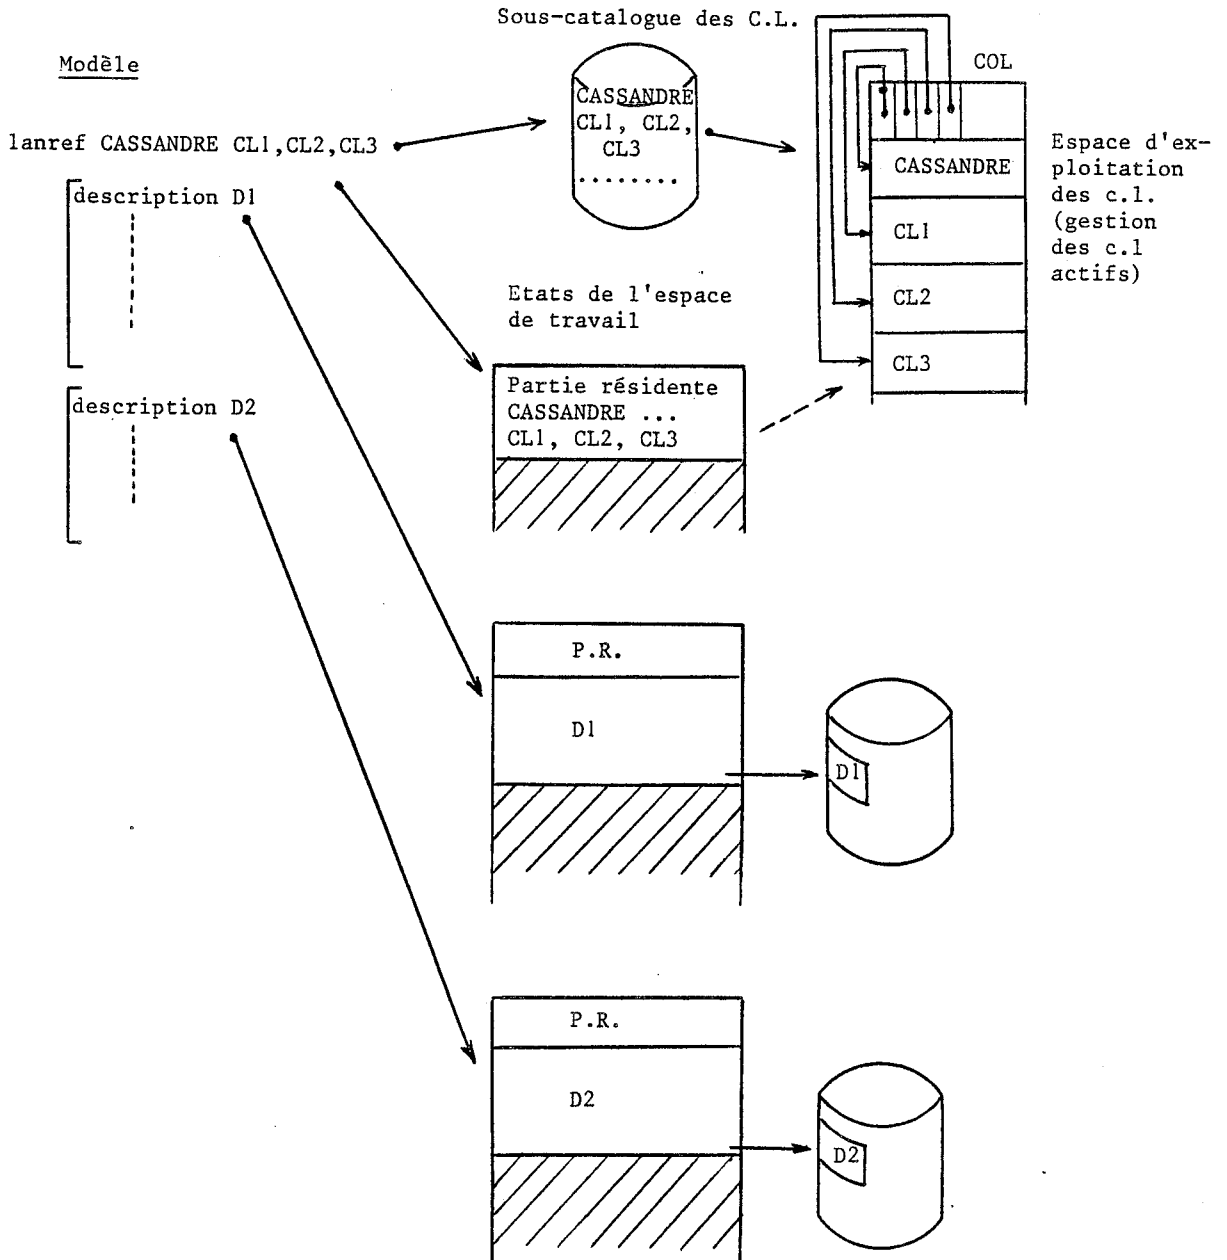 Sous-catalogue des C.L.
Modèle
COL
lanref CASSANDRE CL1,CL2,CL3
CASSANDRE
CL1, CL2,
CL3
........
CASSANDRE
CL1
CL2
CL3
Espace d'ex-
ploitation
des c.l.
(gestion
des c.l
actifs)
description D1
Etats de l'espace
de travail
Partie résidente
CASSANDRE ...
CL1, CL2, CL3
description D2
P.R.
D1
D1
P.R.
D2
D2